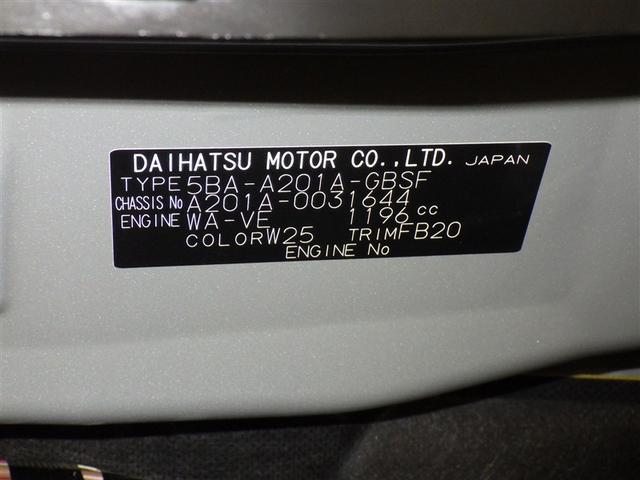 DAIHATSU MOTOR CO.,LTD. JAPAN
TYPE 5BA-A201A-GBSF
CHASSIS No A201A-0031644
ENGINE WA-VE 1196 cc
COLOR W25 TRIM FB20
ENGINE No